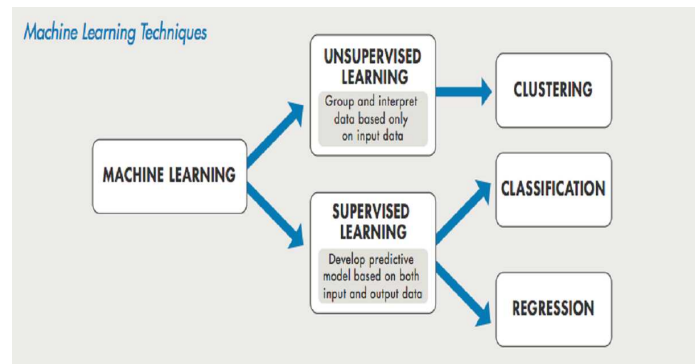 Machine Learning Techniques
UNSUPERVISED
LEARNING
Group and interpret
data based only
on input data
CLUSTERING
MACHINE LEARNING
SUPERVISED
LEARNING
Develop predictive
model based on both
input and output data
CLASSIFICATION
REGRESSION